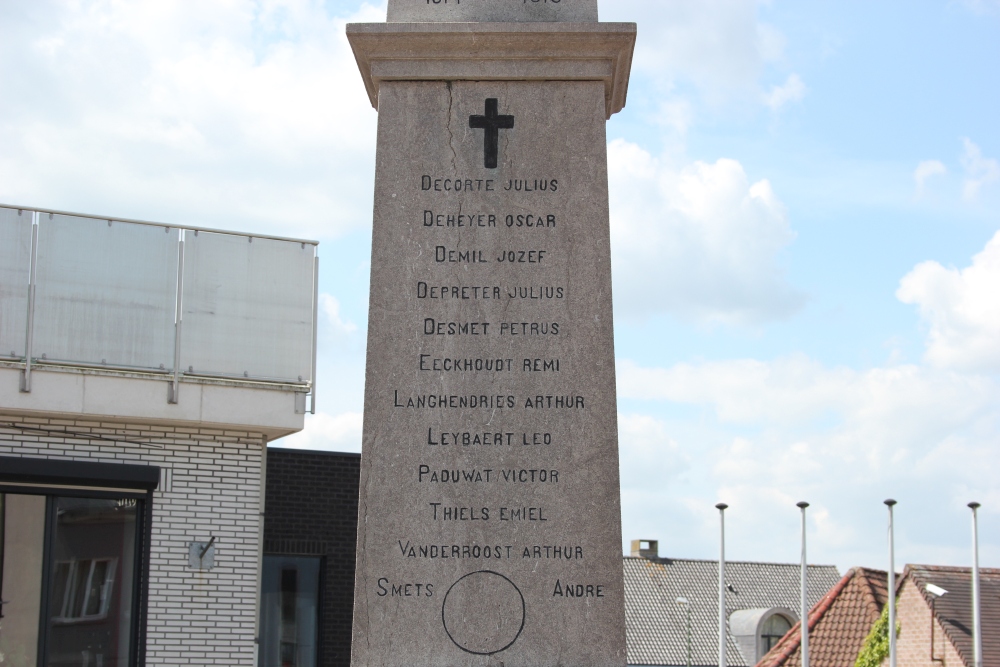 DECORTE JULIUS
DEHEYER OSCAR
DEMIL JOZEF
DEPRETER JULIUS
DESMET PETRUS
EECKHOUDT REMI
LANGHENDRIES ARTHUR
LEYBAERT LEO
PADUWAT VICTOR
THIELS EMIEL
VANDERROOST ARTHUR
SMETS ANDRE